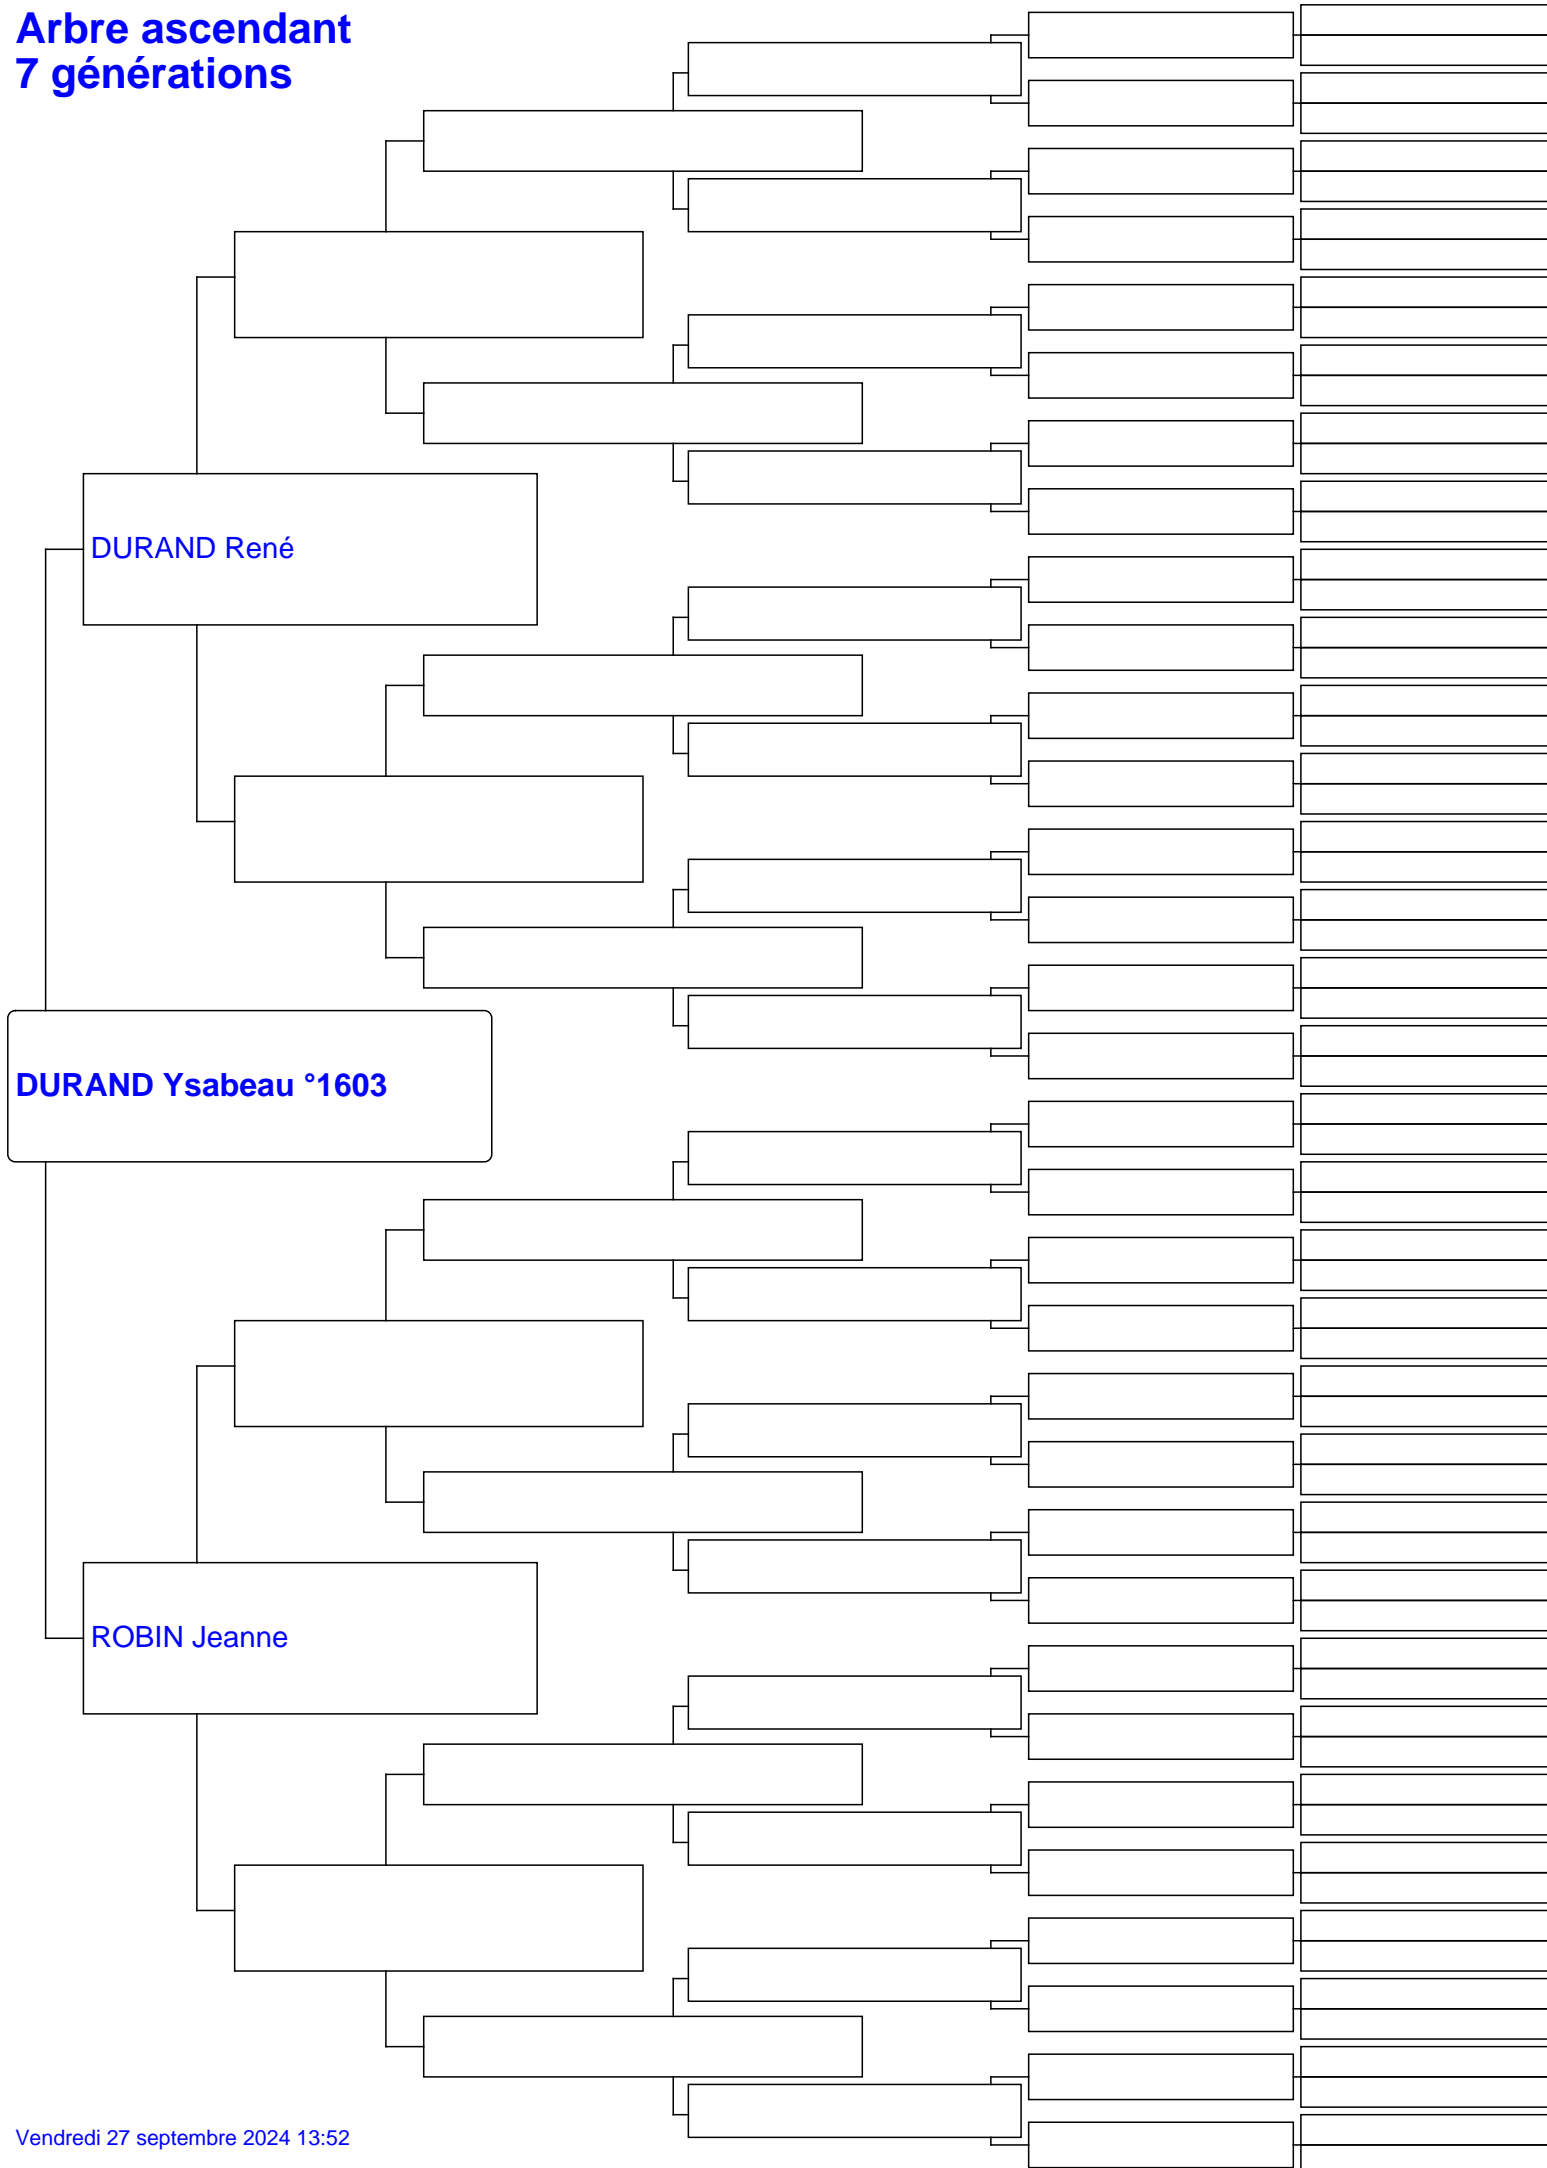 Arbre ascendant
7 générations
DURAND René
DURAND Ysabeau °1603
ROBIN Jeanne
Vendredi 27 septembre 2024 13:52